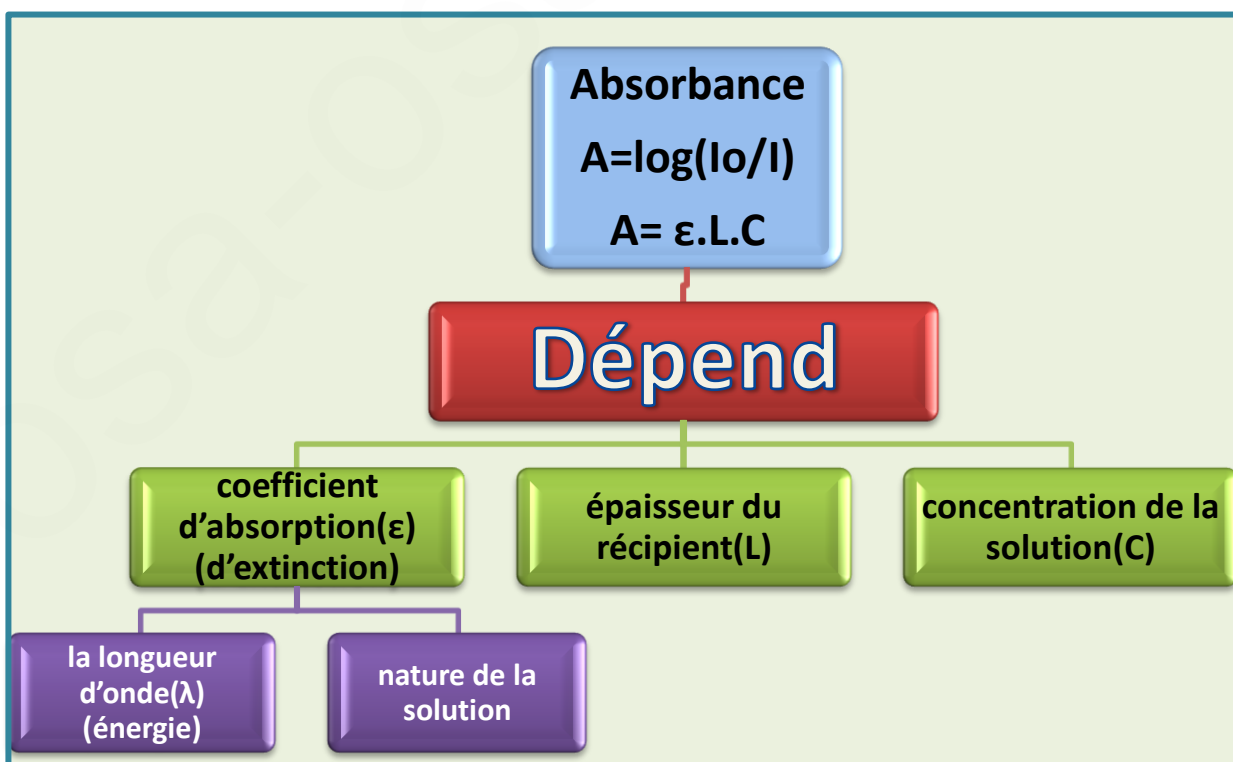 Absorbance
A=log(Io/I)
A= ε.L.C
Dépend
coefficient
d'absorption(ε)
(d'extinction)
épaisseur du
récipient(L)
concentration de la
solution(C)
la longueur
d'onde(λ)
(énergie)
nature de la
solution